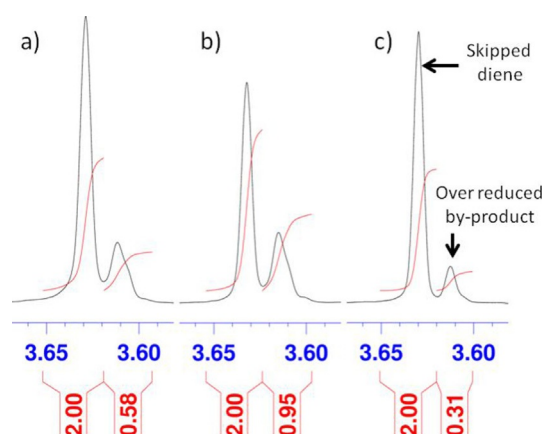 a)
b)
c)
Skipped
diene
Over reduced
by-product
3.65
3.60
3.65
3.60
3.65
3.60
2.00
0.58
2.00
0.95
2.00
0.31